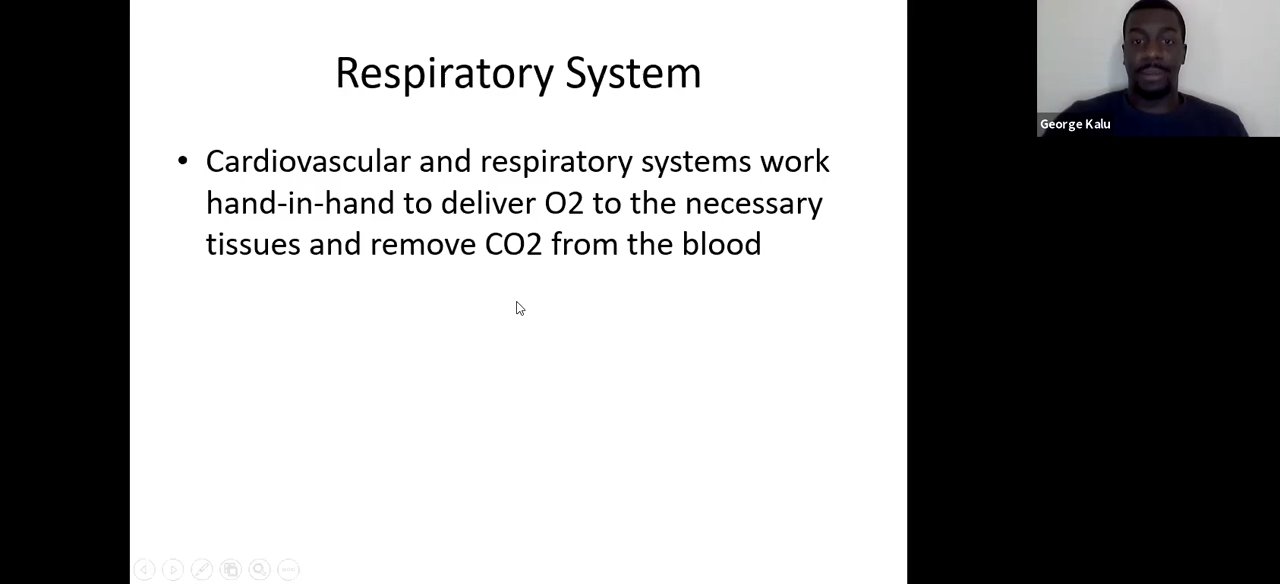 Respiratory System
• Cardiovascular and respiratory systems work
hand-in-hand to deliver O2 to the necessary
tissues and remove CO2 from the blood
George Kalu